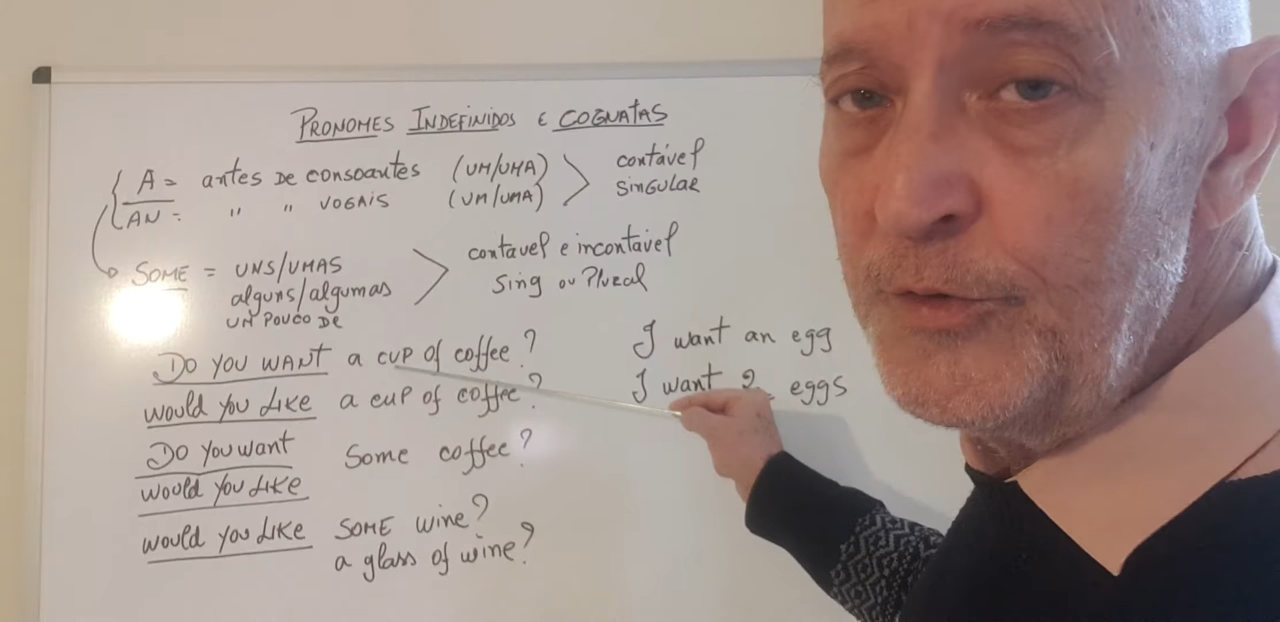 PRONOMES INDEFINIDOS E COGNATAS
A = antes DE consoantes (UM/UMA)
AN = " " VOGAIS (UM/UMA)
contável
SINGULAR
SOME = UNS/UMAS
alguns/algumas
UM POUCO DE
contavel e incontável
Sing ou Plural
DO YOU WANT a cup of coffee?
would you Like a cup of coffee?
DO YOU want
would you Like
Some coffee?
would you Like SOME wine?
a glass of wine?
I want an egg
I want 2 eggs